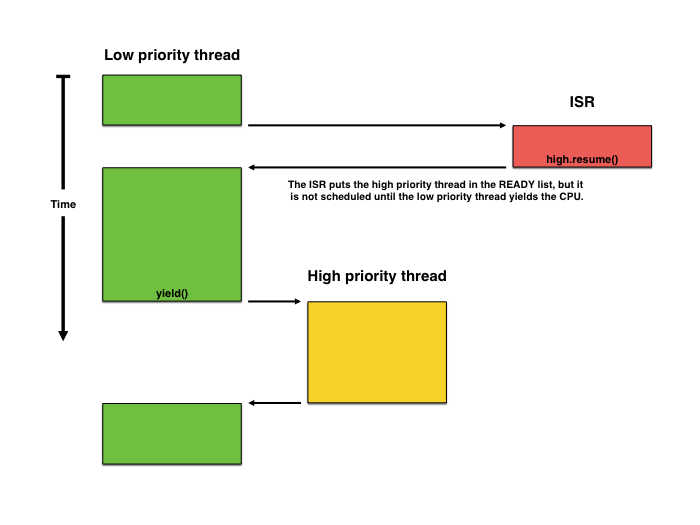 Low priority thread
ISR
high.resume()
The ISR puts the high priority thread in the READY list, but it
is not scheduled until the low priority thread yields the CPU.
Time
High priority thread
yield()